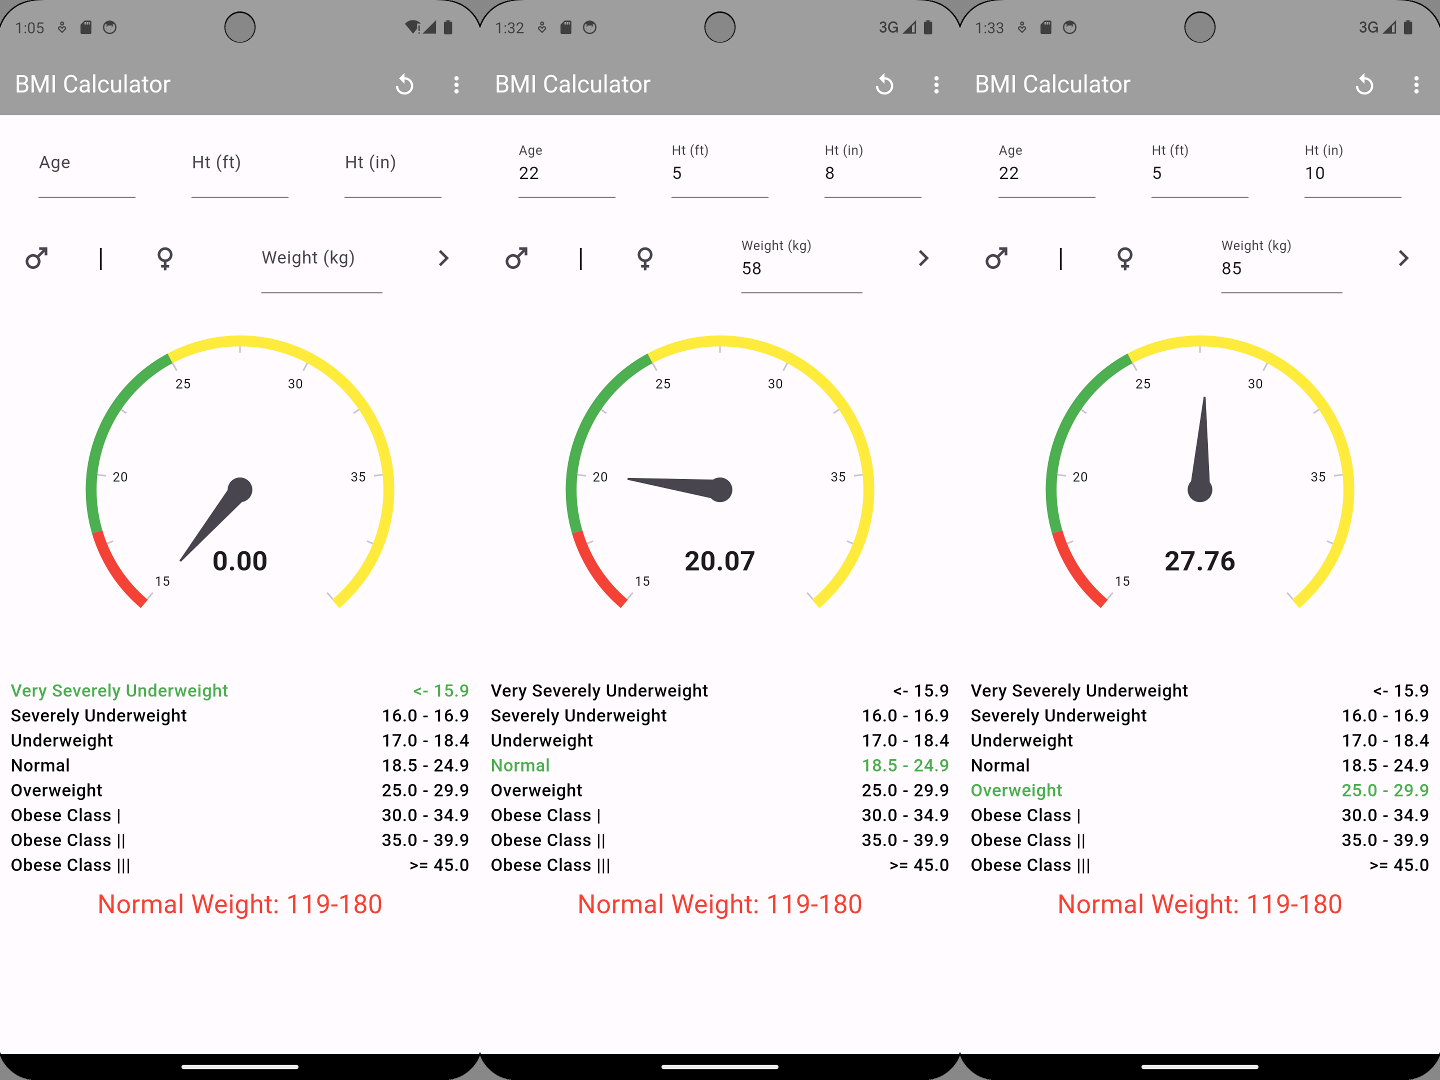 1:05
BMI Calculator
Age Ht (ft) Ht (in)
Weight (kg)
25 30
20 35
15
0.00
Very Severely Underweight <- 15.9
Severely Underweight 16.0 - 16.9
Underweight 17.0 - 18.4
Normal 18.5 - 24.9
Overweight 25.0 - 29.9
Obese Class | 30.0 - 34.9
Obese Class || 35.0 - 39.9
Obese Class ||| >= 45.0
Normal Weight: 119-180
1:32 3G
BMI Calculator
Age Ht (ft) Ht (in)
22 5 8
Weight (kg)
58
25 30
20 35
15
20.07
Very Severely Underweight <- 15.9
Severely Underweight 16.0 - 16.9
Underweight 17.0 - 18.4
Normal 18.5 - 24.9
Overweight 25.0 - 29.9
Obese Class | 30.0 - 34.9
Obese Class || 35.0 - 39.9
Obese Class ||| >= 45.0
Normal Weight: 119-180
1:33 3G
BMI Calculator
Age Ht (ft) Ht (in)
22 5 10
Weight (kg)
85
25 30
20 35
15
27.76
Very Severely Underweight <- 15.9
Severely Underweight 16.0 - 16.9
Underweight 17.0 - 18.4
Normal 18.5 - 24.9
Overweight 25.0 - 29.9
Obese Class | 30.0 - 34.9
Obese Class || 35.0 - 39.9
Obese Class ||| >= 45.0
Normal Weight: 119-180